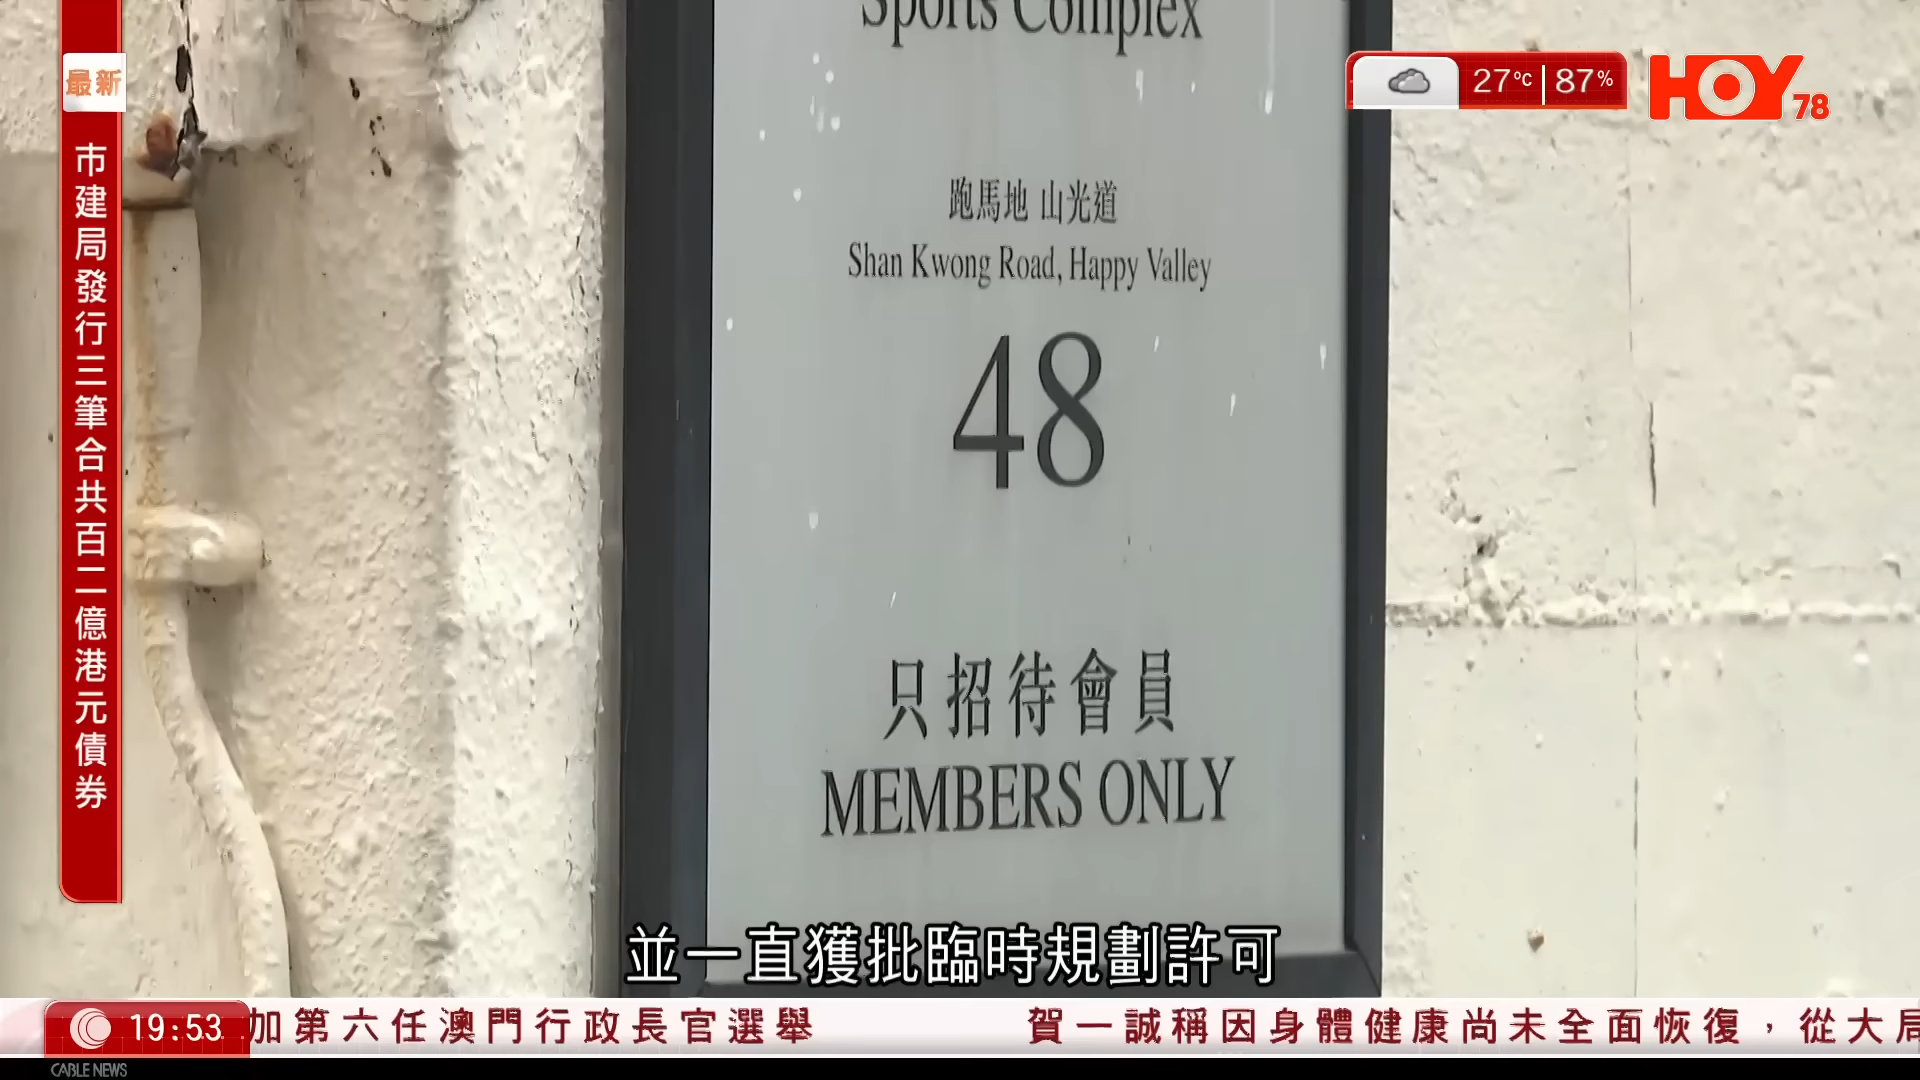 Sports Complex
最新
27°C 87%
HOY 78
市建局發行三筆合共百二億港元債券
跑馬地 山光道
Shan Kwong Road, Happy Valley
48
只招待會員
MEMBERS ONLY
並一直獲批臨時規劃許可
19:53
加第六任澳門行政長官選舉 賀一誠稱因身體健康尚未全面恢復，從大局
CABLE NEWS